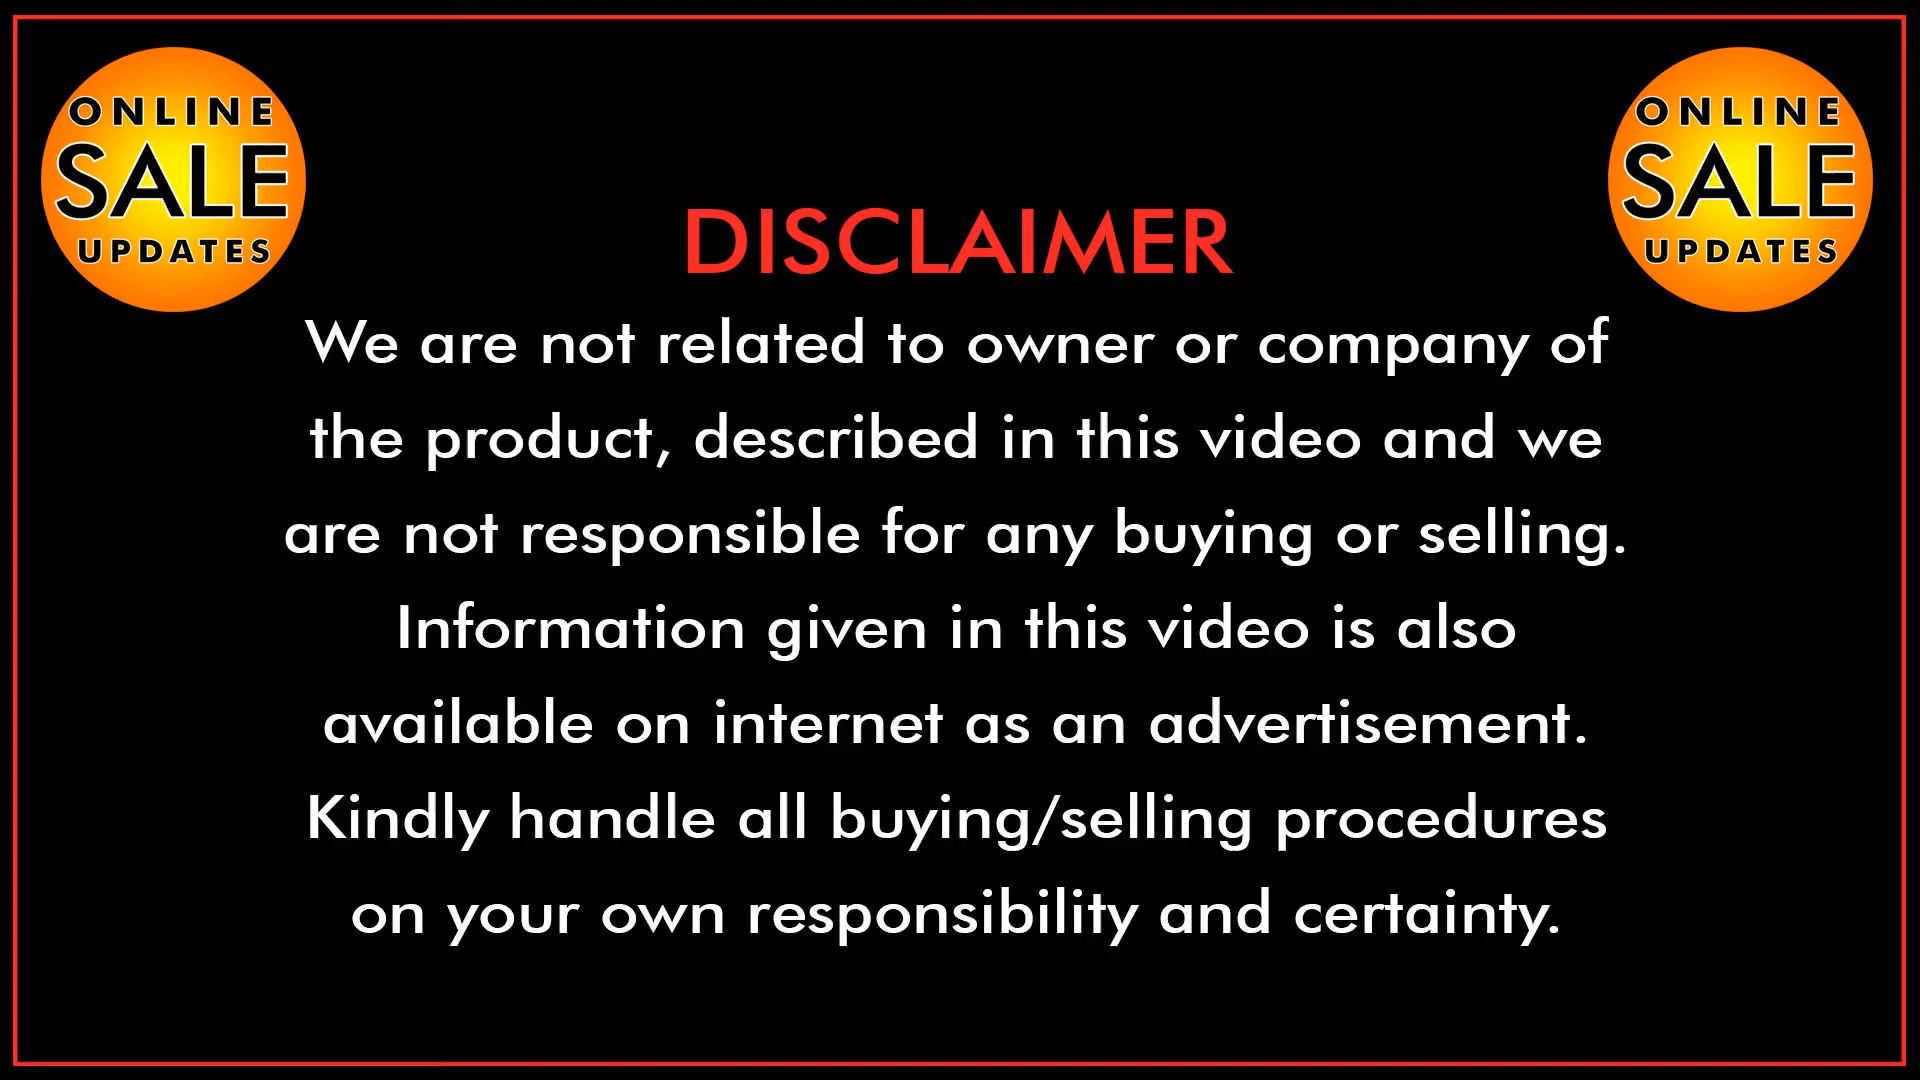 ONLINE
SALE
UPDATES
ONLINE
SALE
UPDATES
DISCLAIMER
We are not related to owner or company of
the product, described in this video and we
are not responsible for any buying or selling.
Information given in this video is also
available on internet as an advertisement.
Kindly handle all buying/selling procedures
on your own responsibility and certainty.